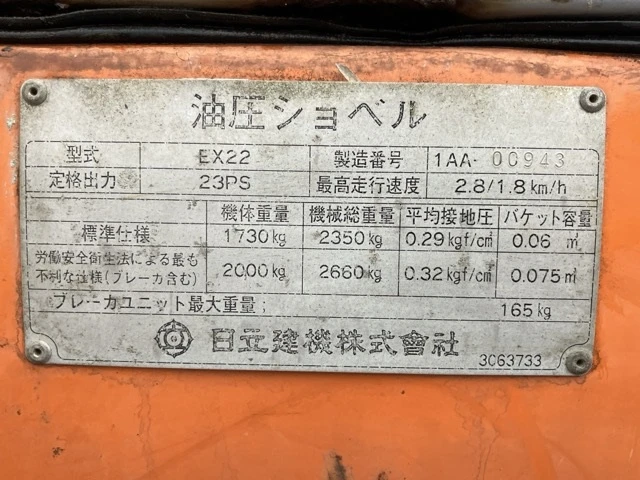 油圧ショベル
型式 EX22 製造番号 1AA-00943
定格出力 23PS 最高走行速度 2.8/1.8km/h
機体重量 機械総重量 平均接地圧 バケット容量
標準仕様 1730kg 2350kg 0.29kgf/cm² 0.06 m³
労働安全衛生法による最も
不利な仕様(ブレーカ含む) 2000kg 2660kg 0.32kgf/cm² 0.075m³
ブレーカユニット最大重量; 165kg
日立建機株式會社
3C63733